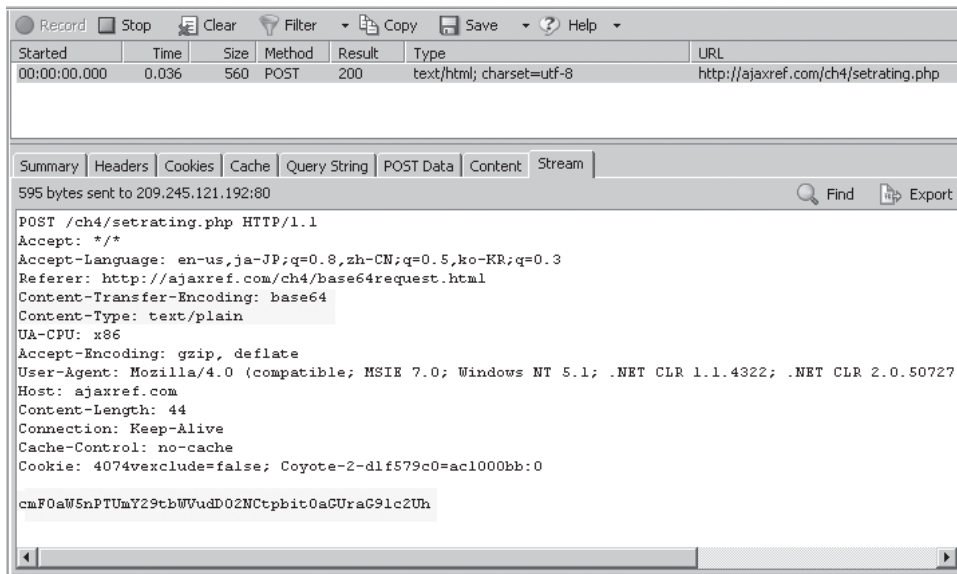 Record Stop Clear Filter Copy Save Help
Started Time Size Method Result Type URL
00:00:00.000 0.036 560 POST 200 text/html; charset=utf-8 http://ajaxref.com/ch4/setrating.php
Summary Headers Cookies Cache Query String POST Data Content Stream
595 bytes sent to 209.245.121.192:80 Find Export
POST /ch4/setrating.php HTTP/1.1
Accept: */*
Accept-Language: en-us,ja-JP;q=0.8,zh-CN;q=0.5,ko-KR;q=0.3
Referer: http://ajaxref.com/ch4/base64request.html
Content-Transfer-Encoding: base64
Content-Type: text/plain
UA-CPU: x86
Accept-Encoding: gzip, deflate
User-Agent: Mozilla/4.0 (compatible; MSIE 7.0; Windows NT 5.1; .NET CLR 1.1.4322; .NET CLR 2.0.50727
Host: ajaxref.com
Content-Length: 44
Connection: Keep-Alive
Cache-Control: no-cache
Cookie: 4074vexclude=false; Coyote-2-d1f579c0=ac1000bb:0
cmF0aW5nPTUmY29tbWVudD02NCtpbit0aGUraG91c2Uh